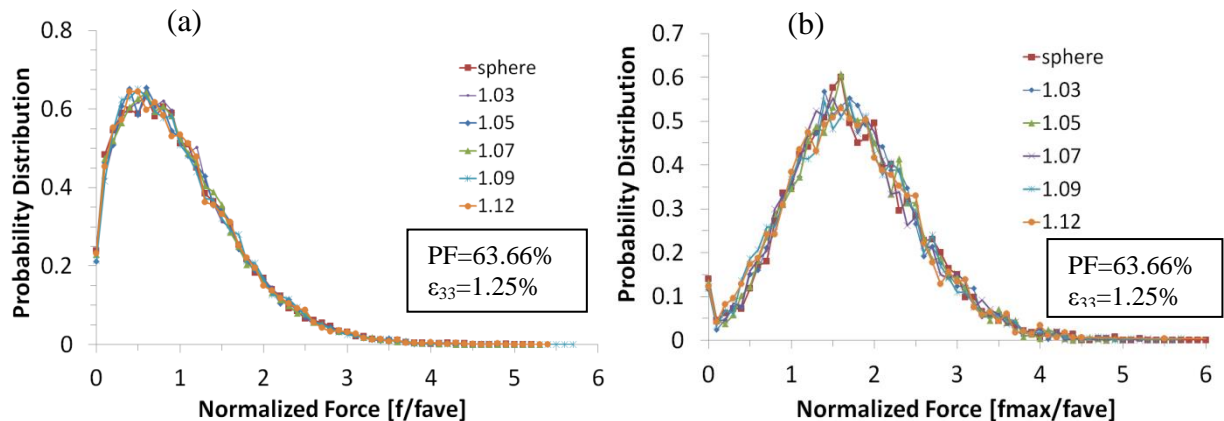 (a)
0.8
0.6
0.4
0.2
0
Probability Distribution
sphere
1.03
1.05
1.07
1.09
1.12
PF=63.66%
ε33=1.25%
0 1 2 3 4 5 6
Normalized Force [f/fave]
(b)
0.7
0.6
0.5
0.4
0.3
0.2
0.1
0
Probability Distribution
sphere
1.03
1.05
1.07
1.09
1.12
PF=63.66%
ε33=1.25%
0 1 2 3 4 5 6
Normalized Force [fmax/fave]